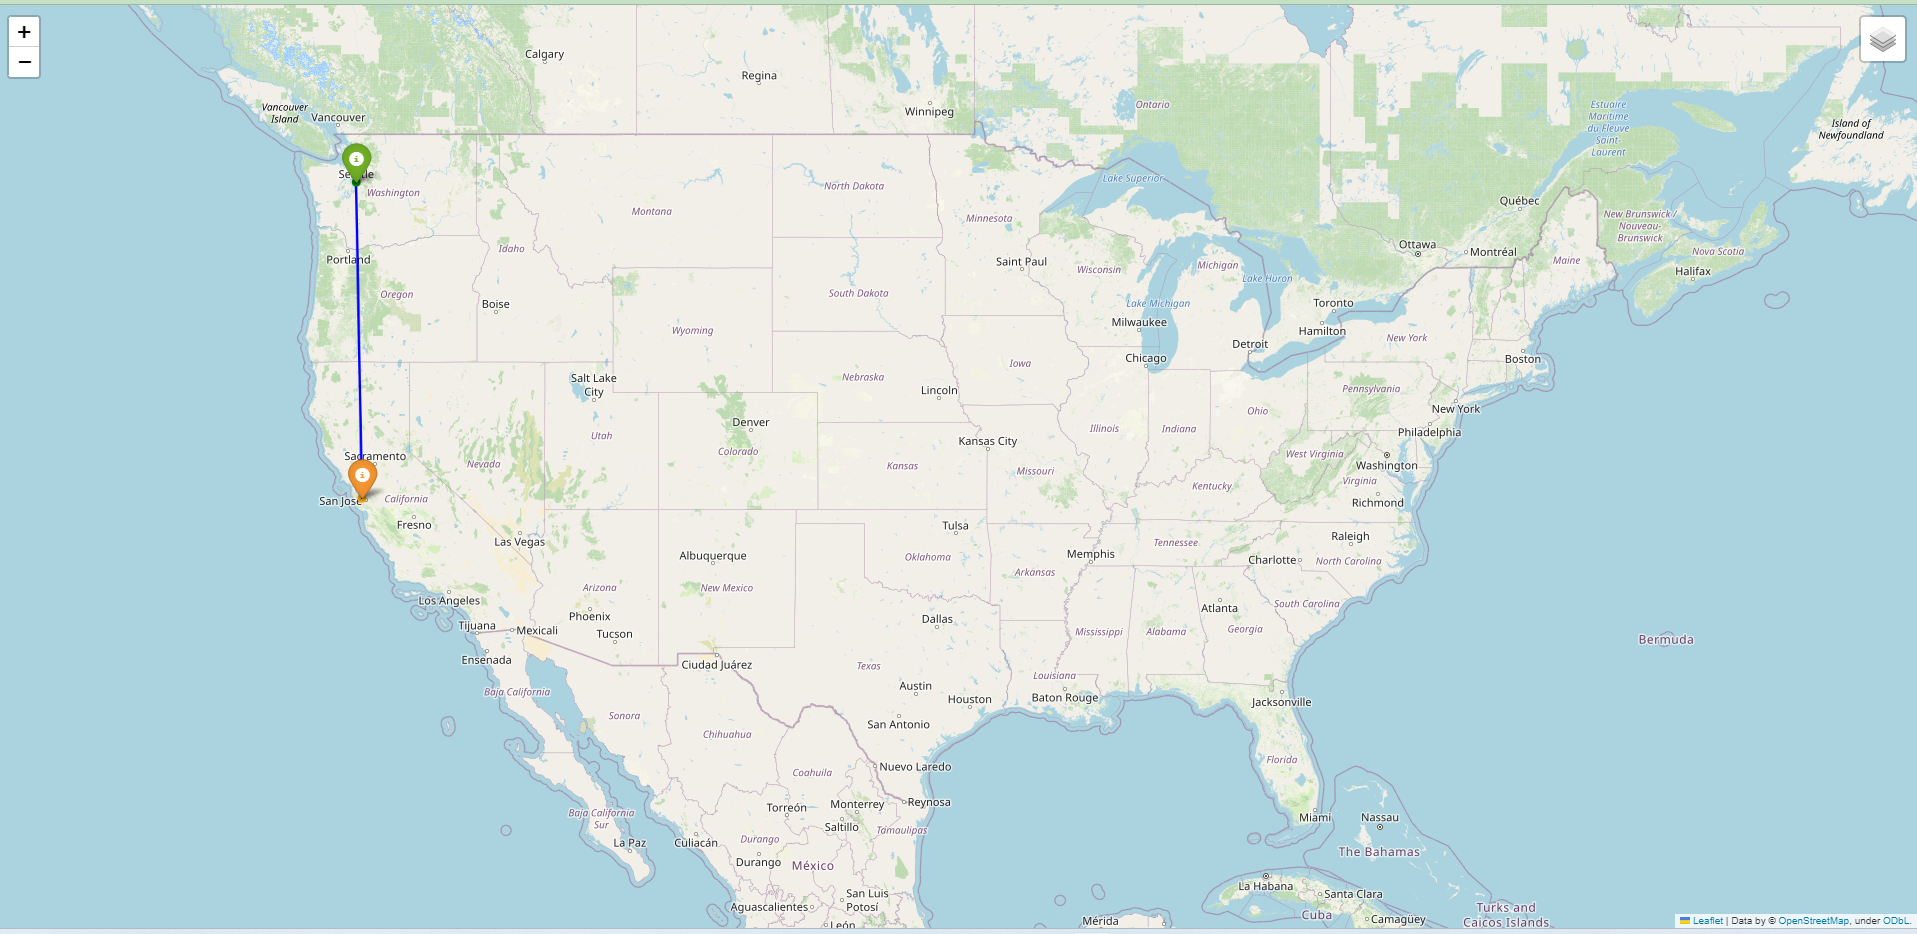 +
−
Calgary
Regina
Winnipeg
Ontario
Vancouver
Island
Vancouver
Estuaire
Maritime
du Fleuve
Saint-
Laurent
Island of
Newfoundland
Washington
North Dakota
Montana
Minnesota
Lake Superior
Québec
New Brunswick /
Nouveau-
Brunswick
Nova Scotia
Idaho
Portland
Ottawa
Montréal
Maine
Halifax
Saint Paul
Wisconsin
Michigan
Lake Huron
Oregon
Boise
South Dakota
Lake Michigan
Toronto
Milwaukee
Hamilton
Wyoming
New York
Detroit
Chicago
Boston
Iowa
Salt Lake
City
Nebraska
Lincoln
Pennsylvania
New York
Ohio
Denver
Utah
Colorado
Kansas City
Illinois
Indiana
Philadelphia
Sacramento
Nevada
Kansas
Missouri
West Virginia
Washington
Virginia
Kentucky
Richmond
San José
California
Fresno
Las Vegas
Tulsa
Raleigh
Tennessee
Albuquerque
Oklahoma
Memphis
Charlotte
North Carolina
Arkansas
Arizona
New Mexico
Los Angeles
Phoenix
Atlanta
South Carolina
Dallas
Tijuana
Mexicali
Tucson
Mississippi
Alabama
Georgia
Bermuda
Ensenada
Ciudad Juárez
Texas
Louisiana
Baja California
Austin
Houston
Baton Rouge
Jacksonville
Sonora
San Antonio
Chihuahua
Florida
Nuevo Laredo
Coahuila
Reynosa
Torreón
Monterrey
Baja California
Sur
Saltillo
Tamaulipas
Miami
Nassau
La Paz
Culiacán
Durango
Durango
México
The Bahamas
La Habana
Santa Clara
San Luis
Potosí
Aguascalientes
León
Mérida
Cuba
Camagüey
Turks and
Caicos Islands
Leaflet | Data by © OpenStreetMap, under ODbL.